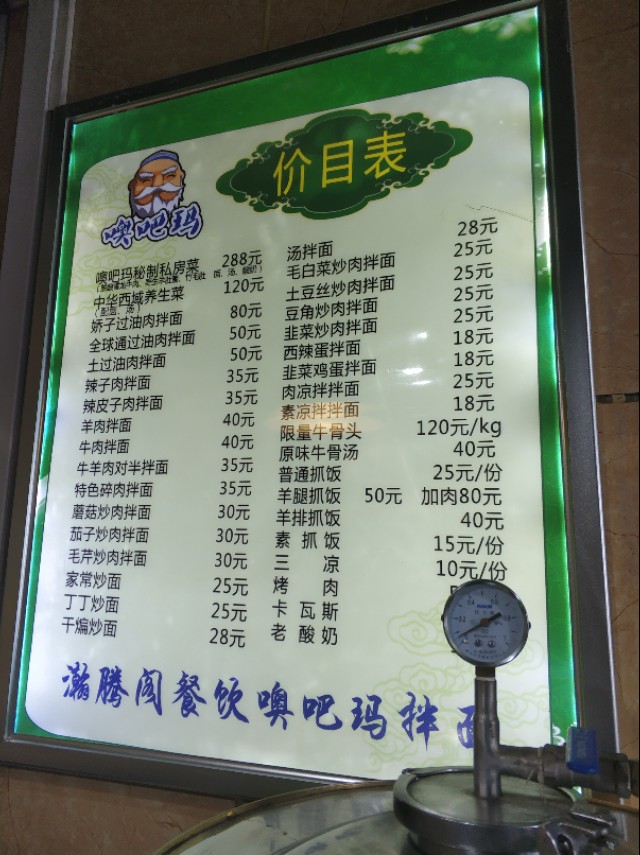 价目表
噢吧玛
噢吧玛秘制私房菜 288元
中华西域养生菜 120元
娇子过油肉拌面 80元
全球通过油肉拌面 50元
土过油肉拌面 50元
辣子肉拌面 35元
辣皮子肉拌面 35元
羊肉拌面 40元
牛肉拌面 40元
牛羊肉对半拌面 35元
特色碎肉拌面 35元
蘑菇炒肉拌面 30元
茄子炒肉拌面 30元
毛芹炒肉拌面 30元
家常炒面 25元
丁丁炒面 25元
干煸炒面 28元
汤拌面 28元
毛白菜炒肉拌面 25元
土豆丝炒肉拌面 25元
豆角炒肉拌面 25元
韭菜炒肉拌面 25元
西辣蛋拌面 18元
韭菜鸡蛋拌面 18元
肉凉拌拌面 25元
素凉拌拌面 18元
限量牛骨头 120元/kg
原味牛骨汤 40元
普通抓饭 25元/份
羊腿抓饭 50元 加肉80元
羊排抓饭 40元
素抓饭 15元/份
三凉 10元/份
烤肉
卡瓦斯
老酸奶
瀚腾阁餐饮噢吧玛拌面